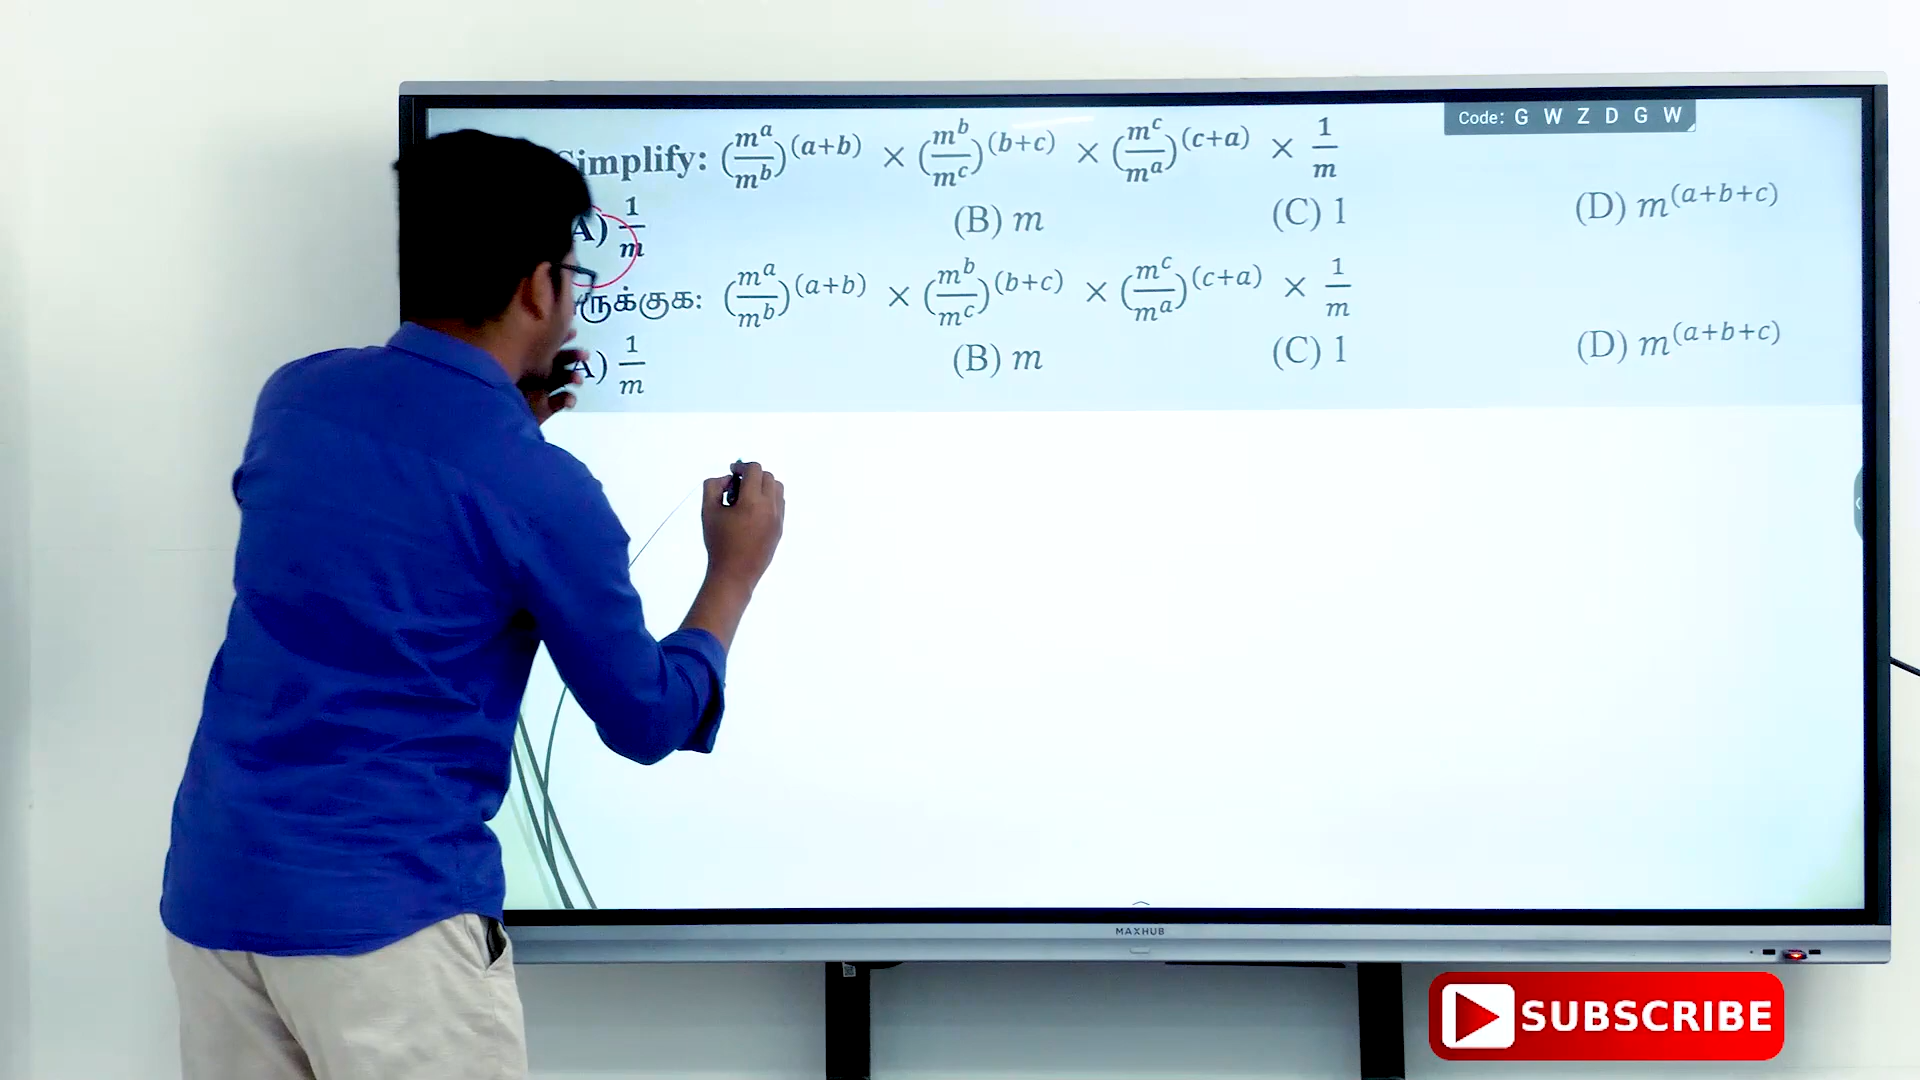 Simplify: (m^a/m^b)^(a+b) × (m^b/m^c)^(b+c) × (m^c/m^a)^(c+a) × 1/m
A) 1/m (B) m (C) 1 (D) m^(a+b+c)
(m^a/m^b)^(a+b) × (m^b/m^c)^(b+c) × (m^c/m^a)^(c+a) × 1/m
A) 1/m (B) m (C) 1 (D) m^(a+b+c)
Code: G W Z D G W
MAXHUB
SUBSCRIBE